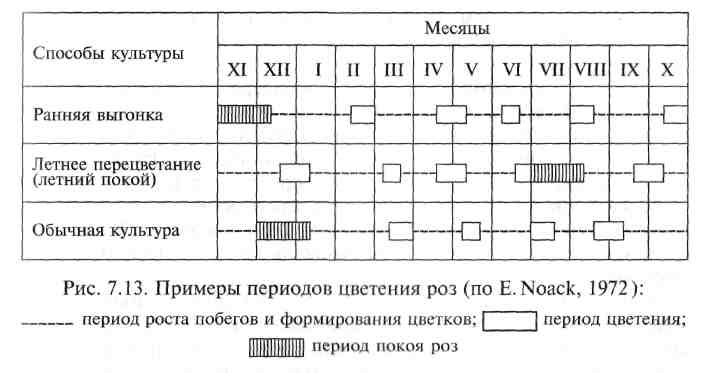 Способы культуры
Месяцы
XI XII I II III IV V VI VII VIII IX X
Ранняя выгонка
Летнее перецветание
(летний покой)
Обычная культура
Рис. 7.13. Примеры периодов цветения роз (по E. Noack, 1972):
период роста побегов и формирования цветков; период цветения;
период покоя роз